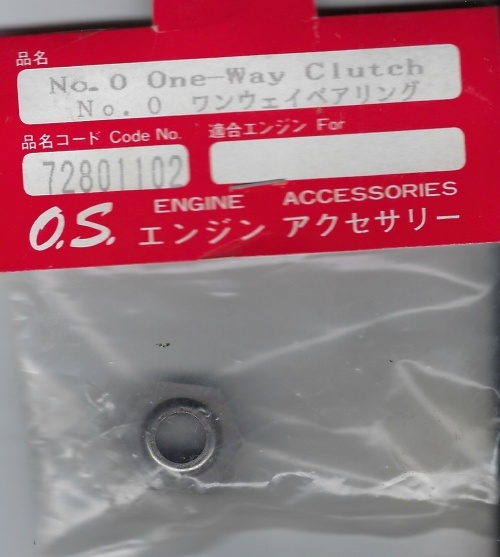 品名
No.0 One-Way Clutch
No.0 ワンウェイベアリング
品名コード Code No.
適合エンジン For
72801102
O.S. ENGINE ACCESSORIES
エンジン アクセサリー